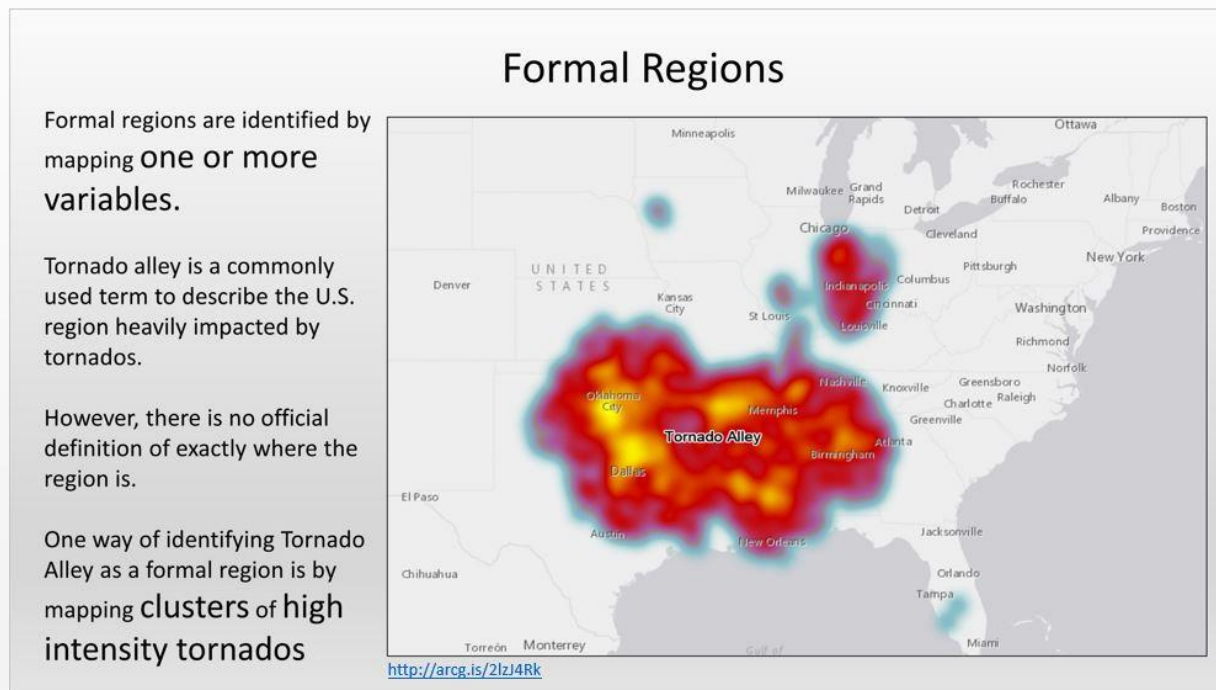 Formal Regions
Formal regions are identified by
mapping one or more
variables.
Tornado alley is a commonly
used term to describe the U.S.
region heavily impacted by
tornados.
However, there is no official
definition of exactly where the
region is.
One way of identifying Tornado
Alley as a formal region is by
mapping clusters of high
intensity tornados
Minneapolis
Ottawa
Milwaukee
Grand
Rapids
Rochester
Buffalo
Albany
Boston
Detroit
Chicago
Cleveland
Providence
New York
Pittsburgh
UNITED
STATES
Denver
Kansas
City
Indianapolis
Columbus
Cincinnati
Washington
St Louis
Louisville
Richmond
Norfolk
Nashville
Knoxville
Greensboro
Raleigh
Oklahoma
City
Memphis
Charlotte
Greenville
Tornado Alley
Atlanta
Birmingham
Dallas
El Paso
Austin
New Orleans
Jacksonville
Chihuahua
Orlando
Tampa
Torreón
Monterrey
Miami
Gulf of
http://arcg.is/2lzJ4Rk